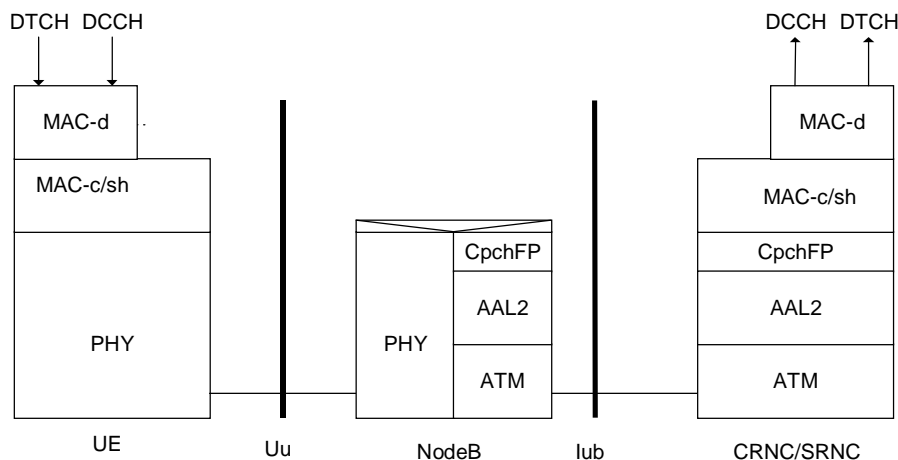 DTCH DCCH
DCCH DTCH
MAC-d
MAC-d
MAC-c/sh
MAC-c/sh
CpchFP
CpchFP
AAL2
AAL2
PHY
PHY
ATM
ATM
UE
Uu
NodeB
Iub
CRNC/SRNC